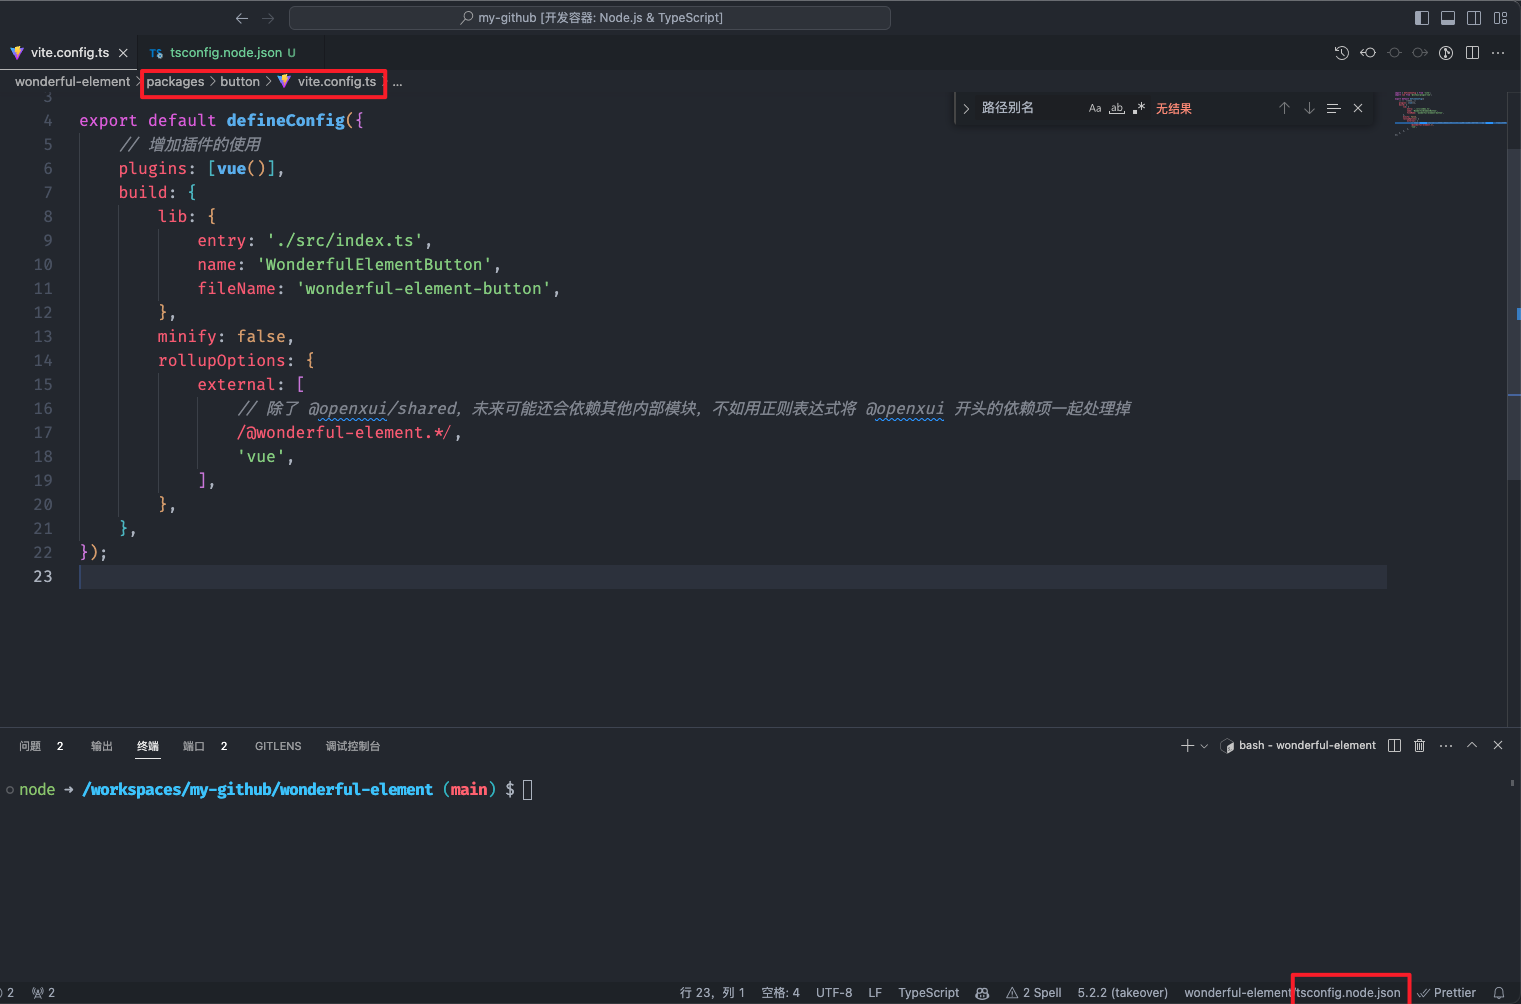 my-github [开发容器: Node.js & TypeScript]
vite.config.ts
TS tsconfig.node.json U
wonderful-element > packages > button > vite.config.ts ...
路径别名 Aa ab .* 无结果
3
4 export default defineConfig({
5 // 增加插件的使用
6 plugins: [vue()],
7 build: {
8 lib: {
9 entry: './src/index.ts',
10 name: 'WonderfulElementButton',
11 fileName: 'wonderful-element-button',
12 },
13 minify: false,
14 rollupOptions: {
15 external: [
16 // 除了 @openxui/shared，未来可能还会依赖其他内部模块，不如用正则表达式将 @openxui 开头的依赖项一起处理掉
17 /@wonderful-element.*/,
18 'vue',
19 ],
20 },
21 },
22 });
23
问题 2 输出 终端 端口 2 GITLENS 调试控制台
bash - wonderful-element
node ➜ /workspaces/my-github/wonderful-element (main) $
2 2 行 23，列 1 空格: 4 UTF-8 LF TypeScript 2 Spell 5.2.2 (takeover) wonderful-element/tsconfig.node.json Prettier